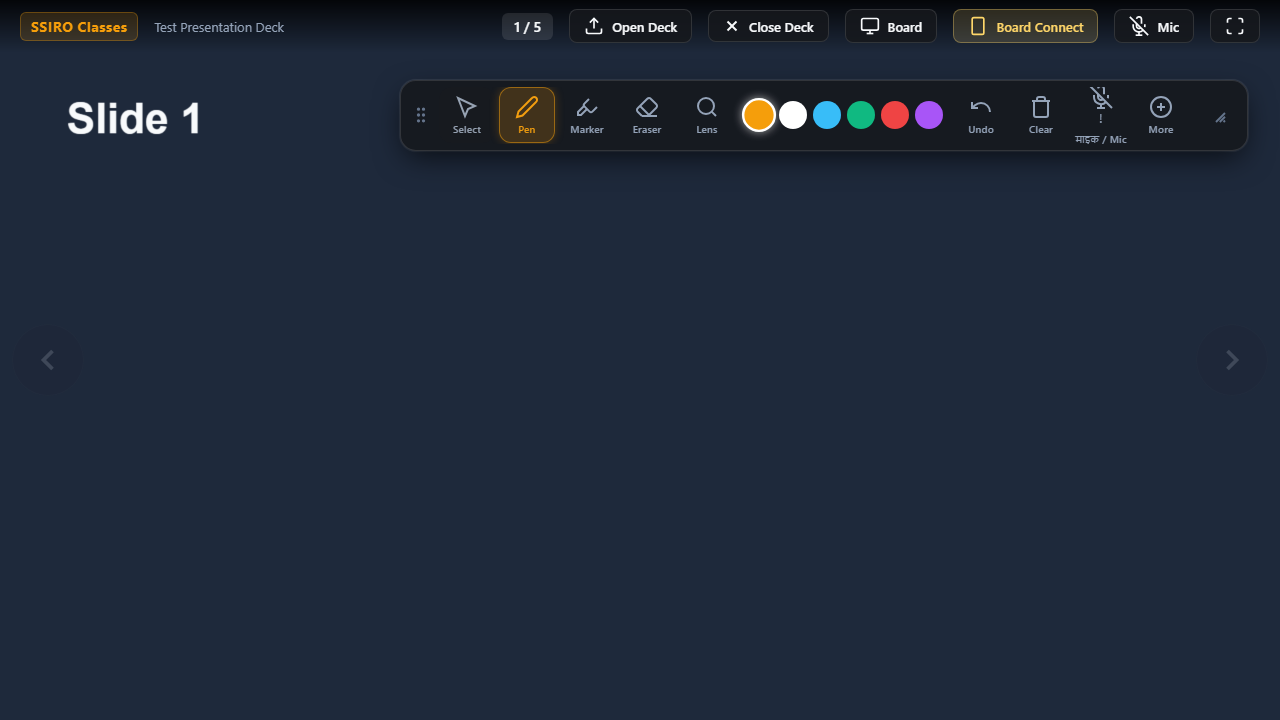 SSIRO Classes
Test Presentation Deck
1 / 5
Open Deck
Close Deck
Board
Board Connect
Mic
Slide 1
Select
Pen
Marker
Eraser
Lens
Undo
Clear
!
माइक / Mic
More